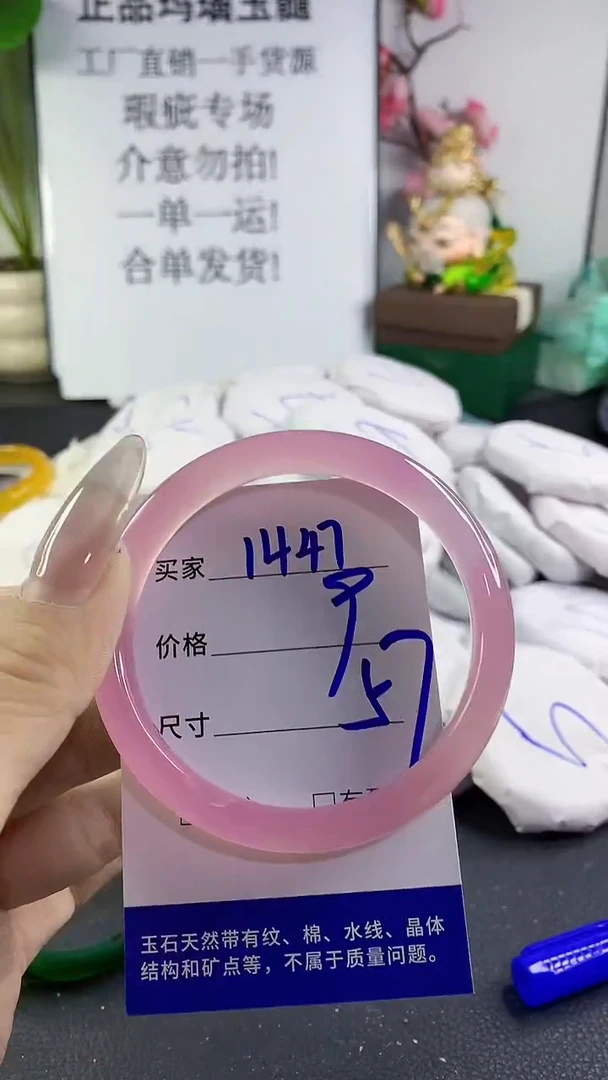 正品玛瑙玉髓
工厂直销一手货源
瑕疵专场
介意勿拍!
一单一运!
合单发货!
买家 1447
价格
尺寸 57
玉石天然带有纹、棉、水线、晶体
结构和矿点等，不属于质量问题。